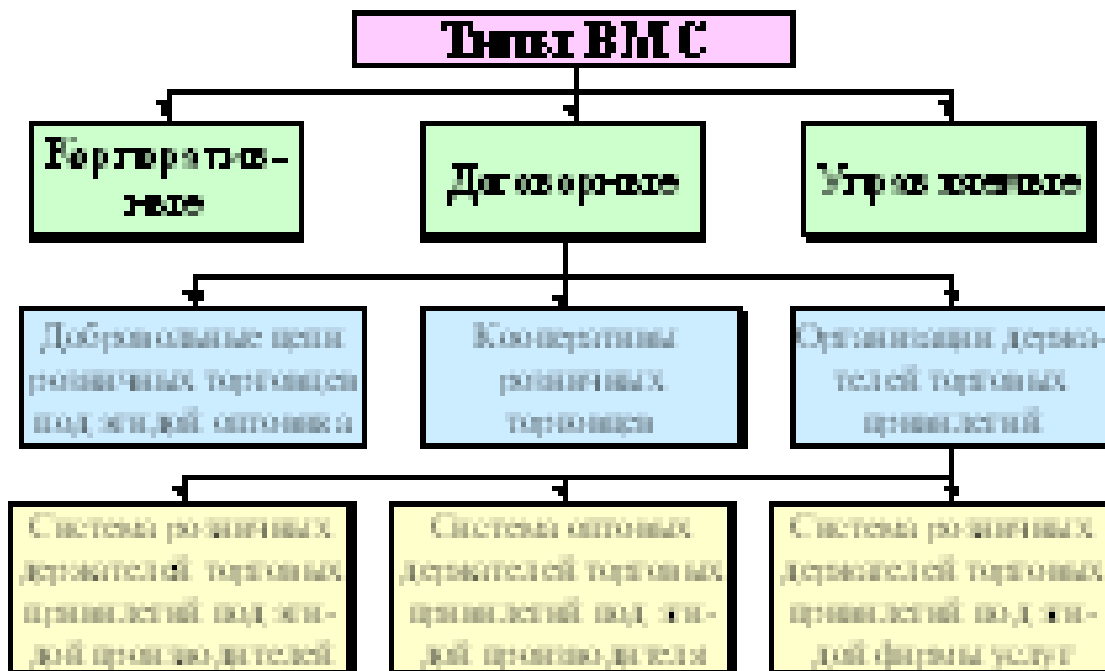 Типы ВМС
Корпоратив-
ные
Договорные
Управляемые
Добровольные цепи
розничных торговцев
под эгидой оптовика
Кооперативы
розничных
торговцев
Организации держа-
телей торговых
привилегий
Система розничных
держателей торговых
привилегий под эги-
дой производителей
Система оптовых
держателей торговых
привилегий под эги-
дой производителя
Система розничных
держателей торговых
привилегий под эги-
дой фирмы услуг